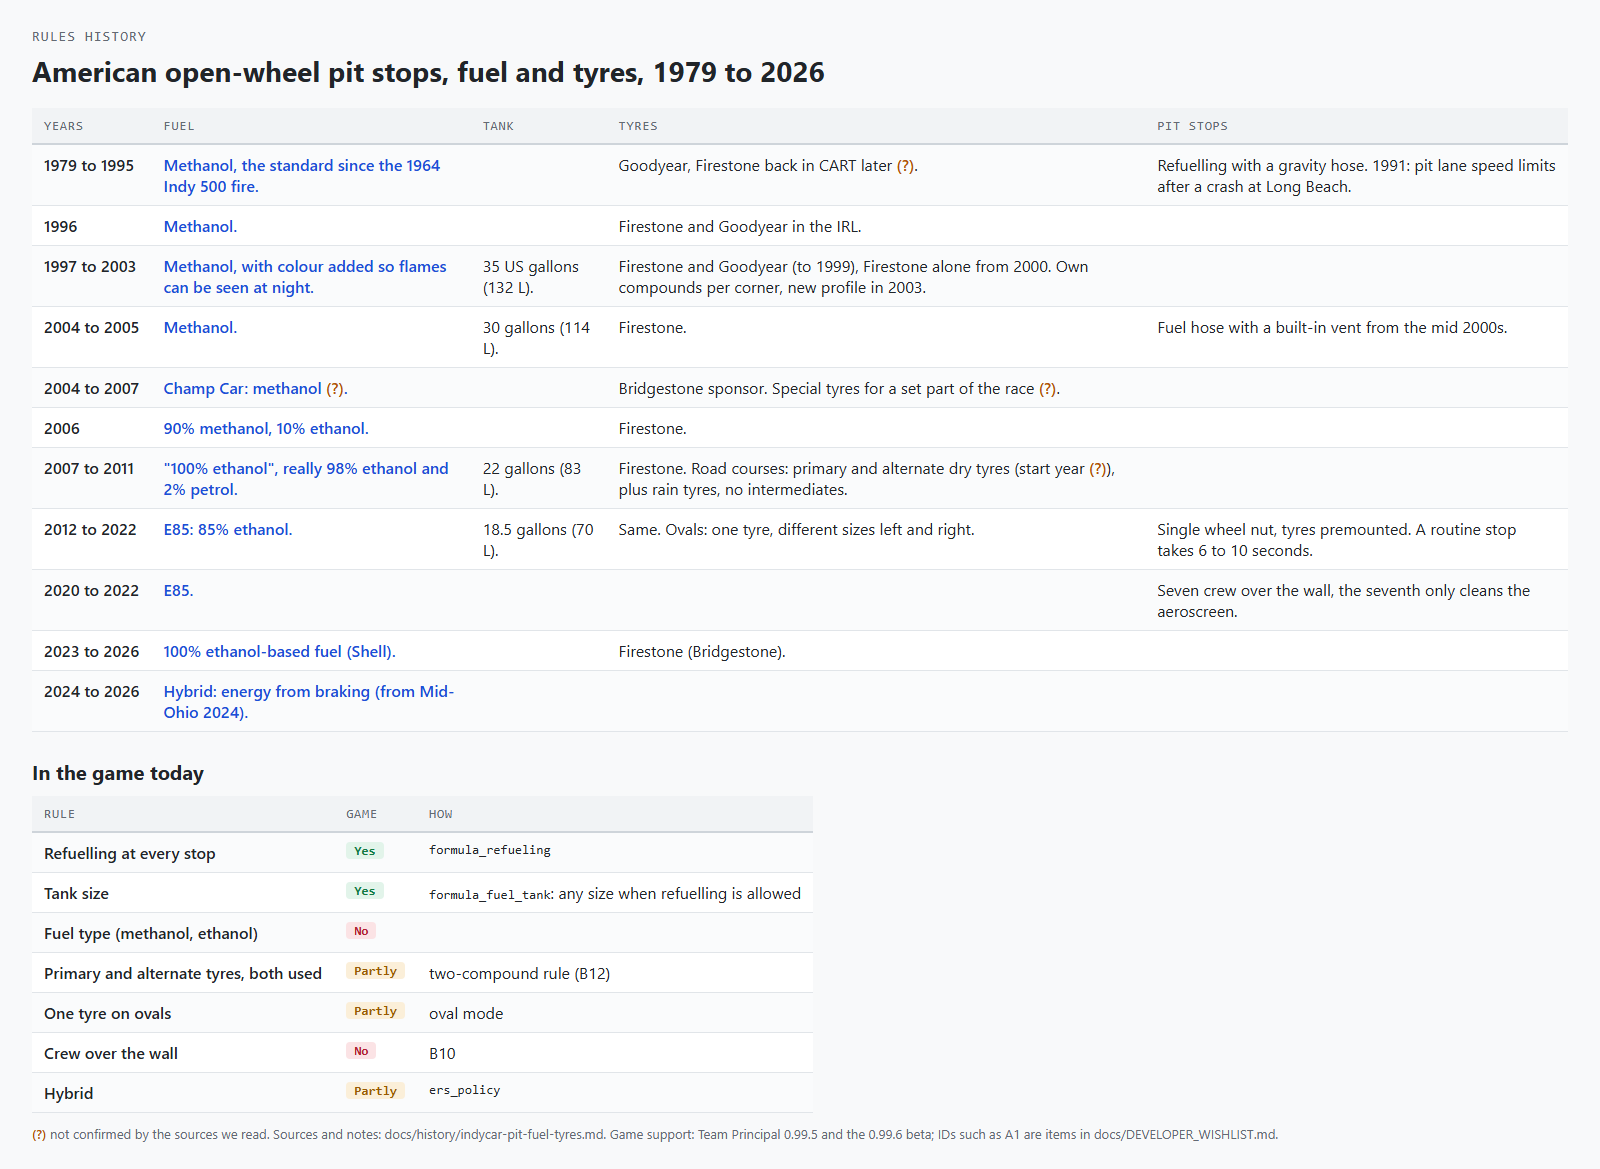 RULES HISTORY
American open-wheel pit stops, fuel and tyres, 1979 to 2026
YEARS FUEL TANK TYRES PIT STOPS
1979 to 1995 Methanol, the standard since the 1964 Goodyear, Firestone back in CART later (?). Refuelling with a gravity hose. 1991: pit lane speed limits
Indy 500 fire. after a crash at Long Beach.
1996 Methanol. Firestone and Goodyear in the IRL.
1997 to 2003 Methanol, with colour added so flames 35 US gallons Firestone and Goodyear (to 1999), Firestone alone from 2000. Own
can be seen at night. (132 L). compounds per corner, new profile in 2003.
2004 to 2005 Methanol. 30 gallons (114 Firestone. Fuel hose with a built-in vent from the mid 2000s.
L).
2004 to 2007 Champ Car: methanol (?). Bridgestone sponsor. Special tyres for a set part of the race (?).
2006 90% methanol, 10% ethanol. Firestone.
2007 to 2011 "100% ethanol", really 98% ethanol and 22 gallons (83 Firestone. Road courses: primary and alternate dry tyres (start year (?)),
2% petrol. L). plus rain tyres, no intermediates.
2012 to 2022 E85: 85% ethanol. 18.5 gallons (70 Same. Ovals: one tyre, different sizes left and right. Single wheel nut, tyres premounted. A routine stop
L). takes 6 to 10 seconds.
2020 to 2022 E85. Seven crew over the wall, the seventh only cleans the
aeroscreen.
2023 to 2026 100% ethanol-based fuel (Shell). Firestone (Bridgestone).
2024 to 2026 Hybrid: energy from braking (from Mid-
Ohio 2024).
In the game today
RULE GAME HOW
Refuelling at every stop Yes formula_refueling
Tank size Yes formula_fuel_tank: any size when refuelling is allowed
Fuel type (methanol, ethanol) No
Primary and alternate tyres, both used Partly two-compound rule (B12)
One tyre on ovals Partly oval mode
Crew over the wall No B10
Hybrid Partly ers_policy
(?) not confirmed by the sources we read. Sources and notes: docs/history/indycar-pit-fuel-tyres.md. Game support: Team Principal 0.99.5 and the 0.99.6 beta; IDs such as A1 are items in docs/DEVELOPER_WISHLIST.md.